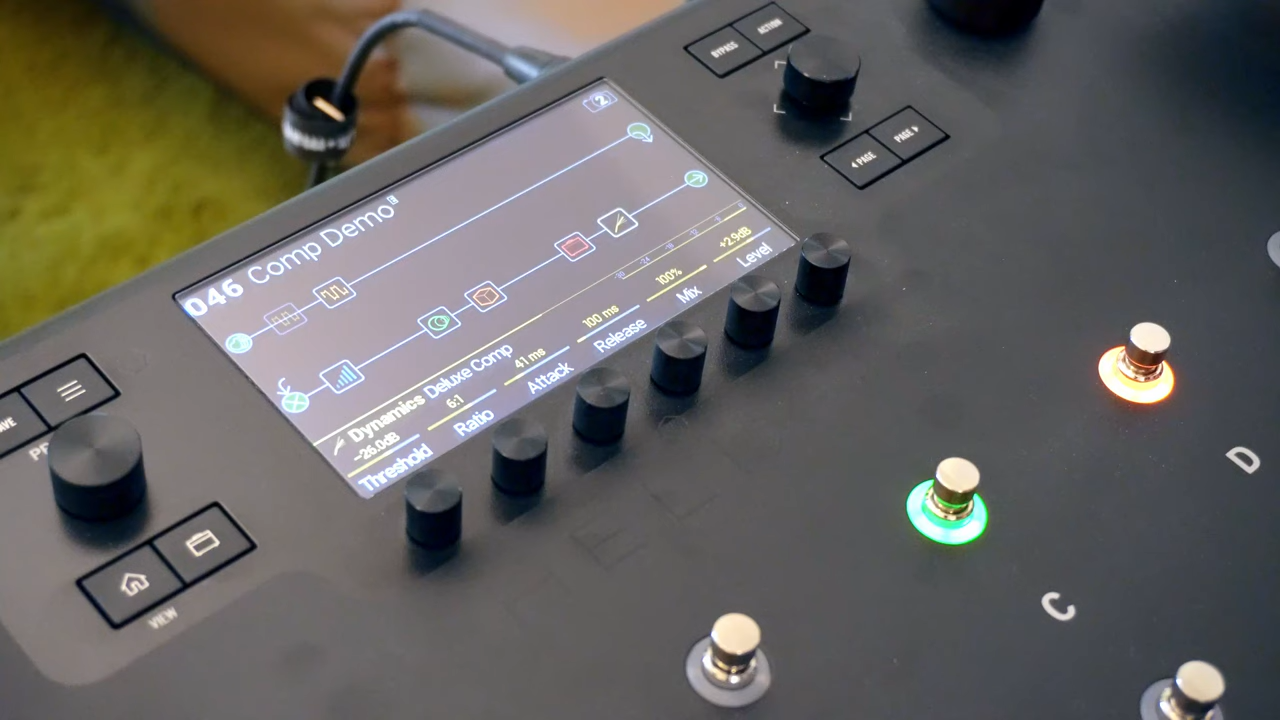 BYPASS
ACTION
◄ PAGE
PAGE ►
2
046 Comp Demo
Dynamics Deluxe Comp
-26.0dB
6:1
41 ms
100 ms
100%
+2.9dB
Threshold
Ratio
Attack
Release
Mix
Level
VIEW
C
D